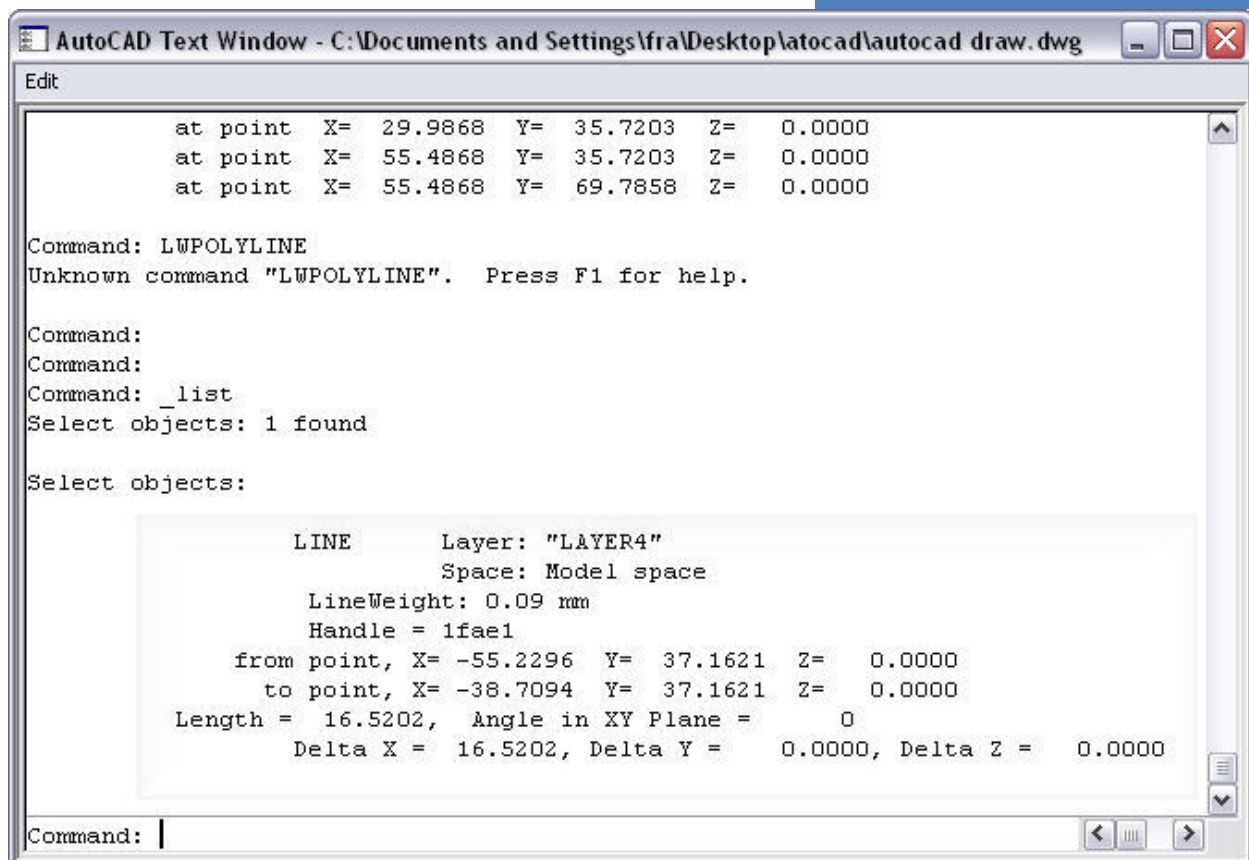 AutoCAD Text Window - C:\Documents and Settings\fra\Desktop\atocad\autocad draw.dwg
Edit
at point X= 29.9868 Y= 35.7203 Z= 0.0000
at point X= 55.4868 Y= 35.7203 Z= 0.0000
at point X= 55.4868 Y= 69.7858 Z= 0.0000
Command: LWPOLYLINE
Unknown command "LWPOLYLINE". Press F1 for help.
Command:
Command:
Command: _list
Select objects: 1 found
Select objects:
LINE Layer: "LAYER4"
Space: Model space
LineWeight: 0.09 mm
Handle = 1fae1
from point, X= -55.2296 Y= 37.1621 Z= 0.0000
to point, X= -38.7094 Y= 37.1621 Z= 0.0000
Length = 16.5202, Angle in XY Plane = 0
Delta X = 16.5202, Delta Y = 0.0000, Delta Z = 0.0000
Command: